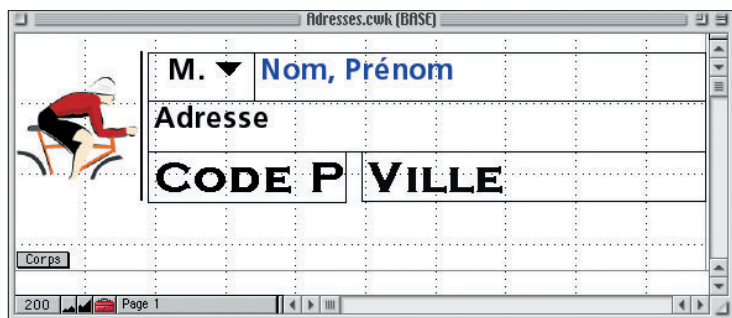 Adresses.cwk (BASE)
M. Nom, Prénom
Adresse
CODE P VILLE
Corps
200 Page 1